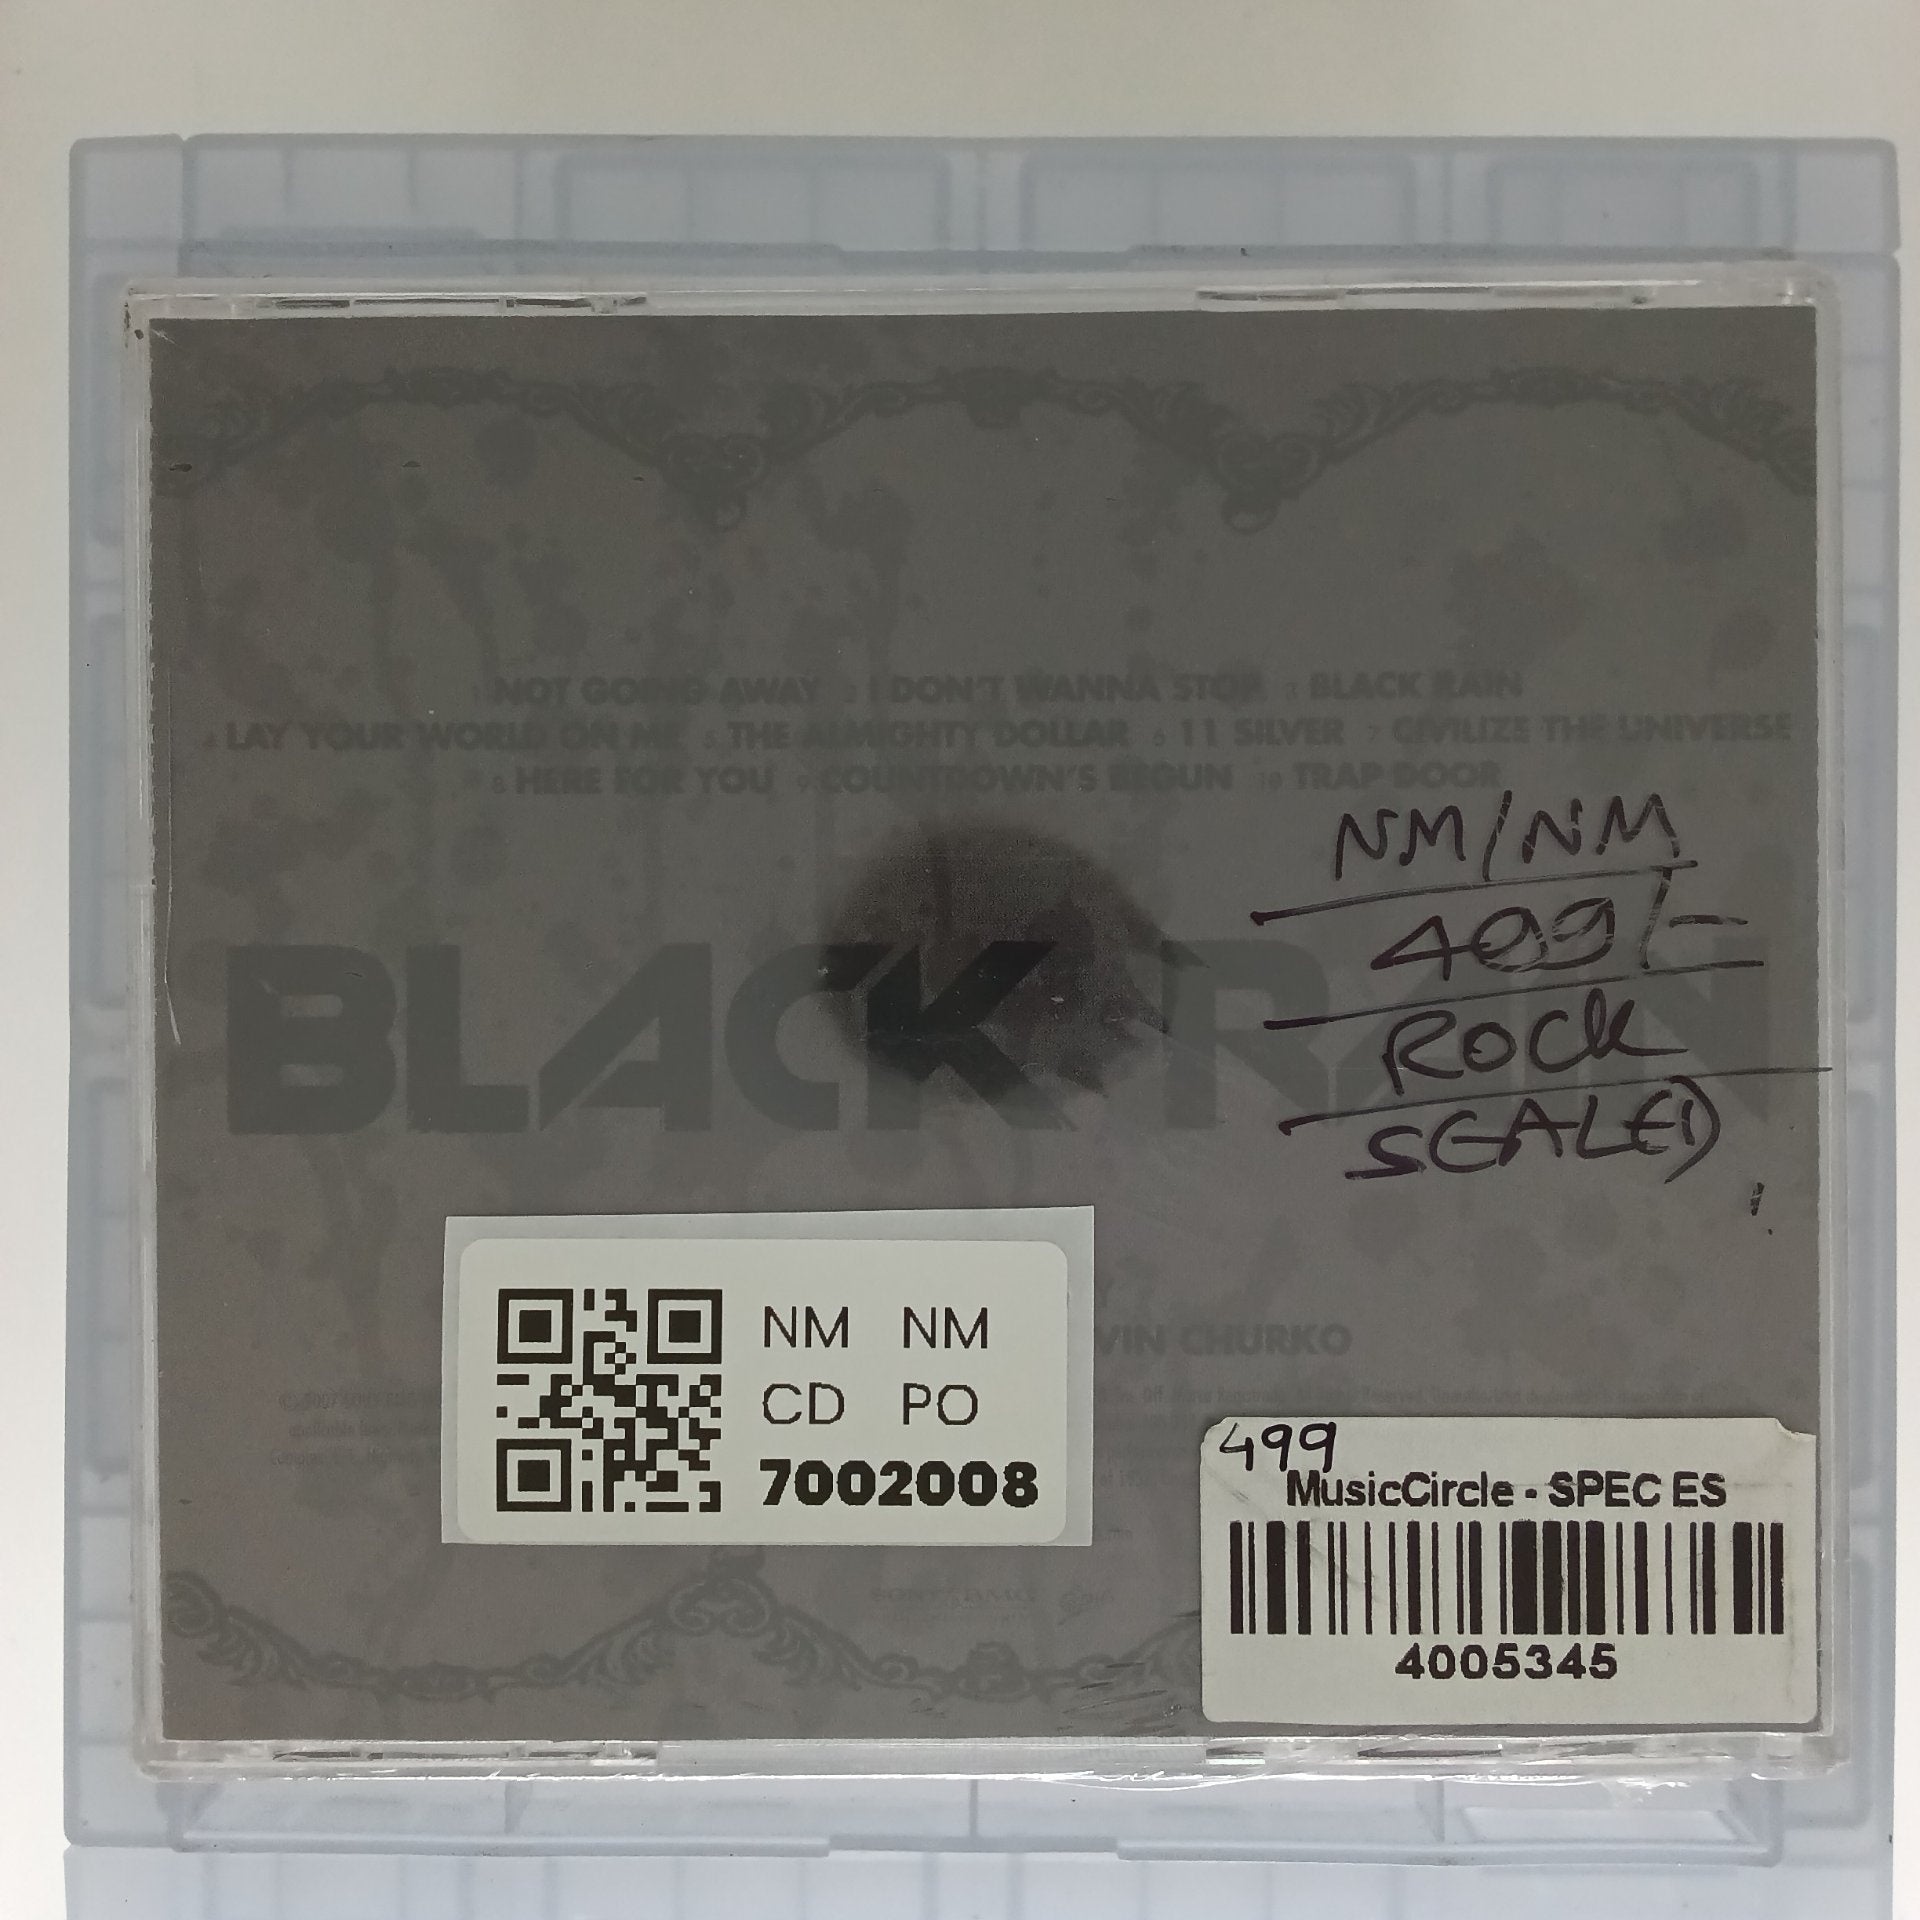 1 NOT GOING AWAY 2 I DON'T WANNA STOP 3 BLACK RAIN
4 LAY YOUR WORLD ON ME 5 THE ALMIGHTY DOLLAR 6 11 SILVER 7 CIVILIZE THE UNIVERSE
8 HERE FOR YOU 9 COUNTDOWN'S BEGUN 10 TRAP DOOR
NM/NM
499/-
ROCK
SEALED
BLACK RAIN
VIN CHURKO
NM NM
CD PO
7002008
499
MusicCircle - SPEC ES
4005345